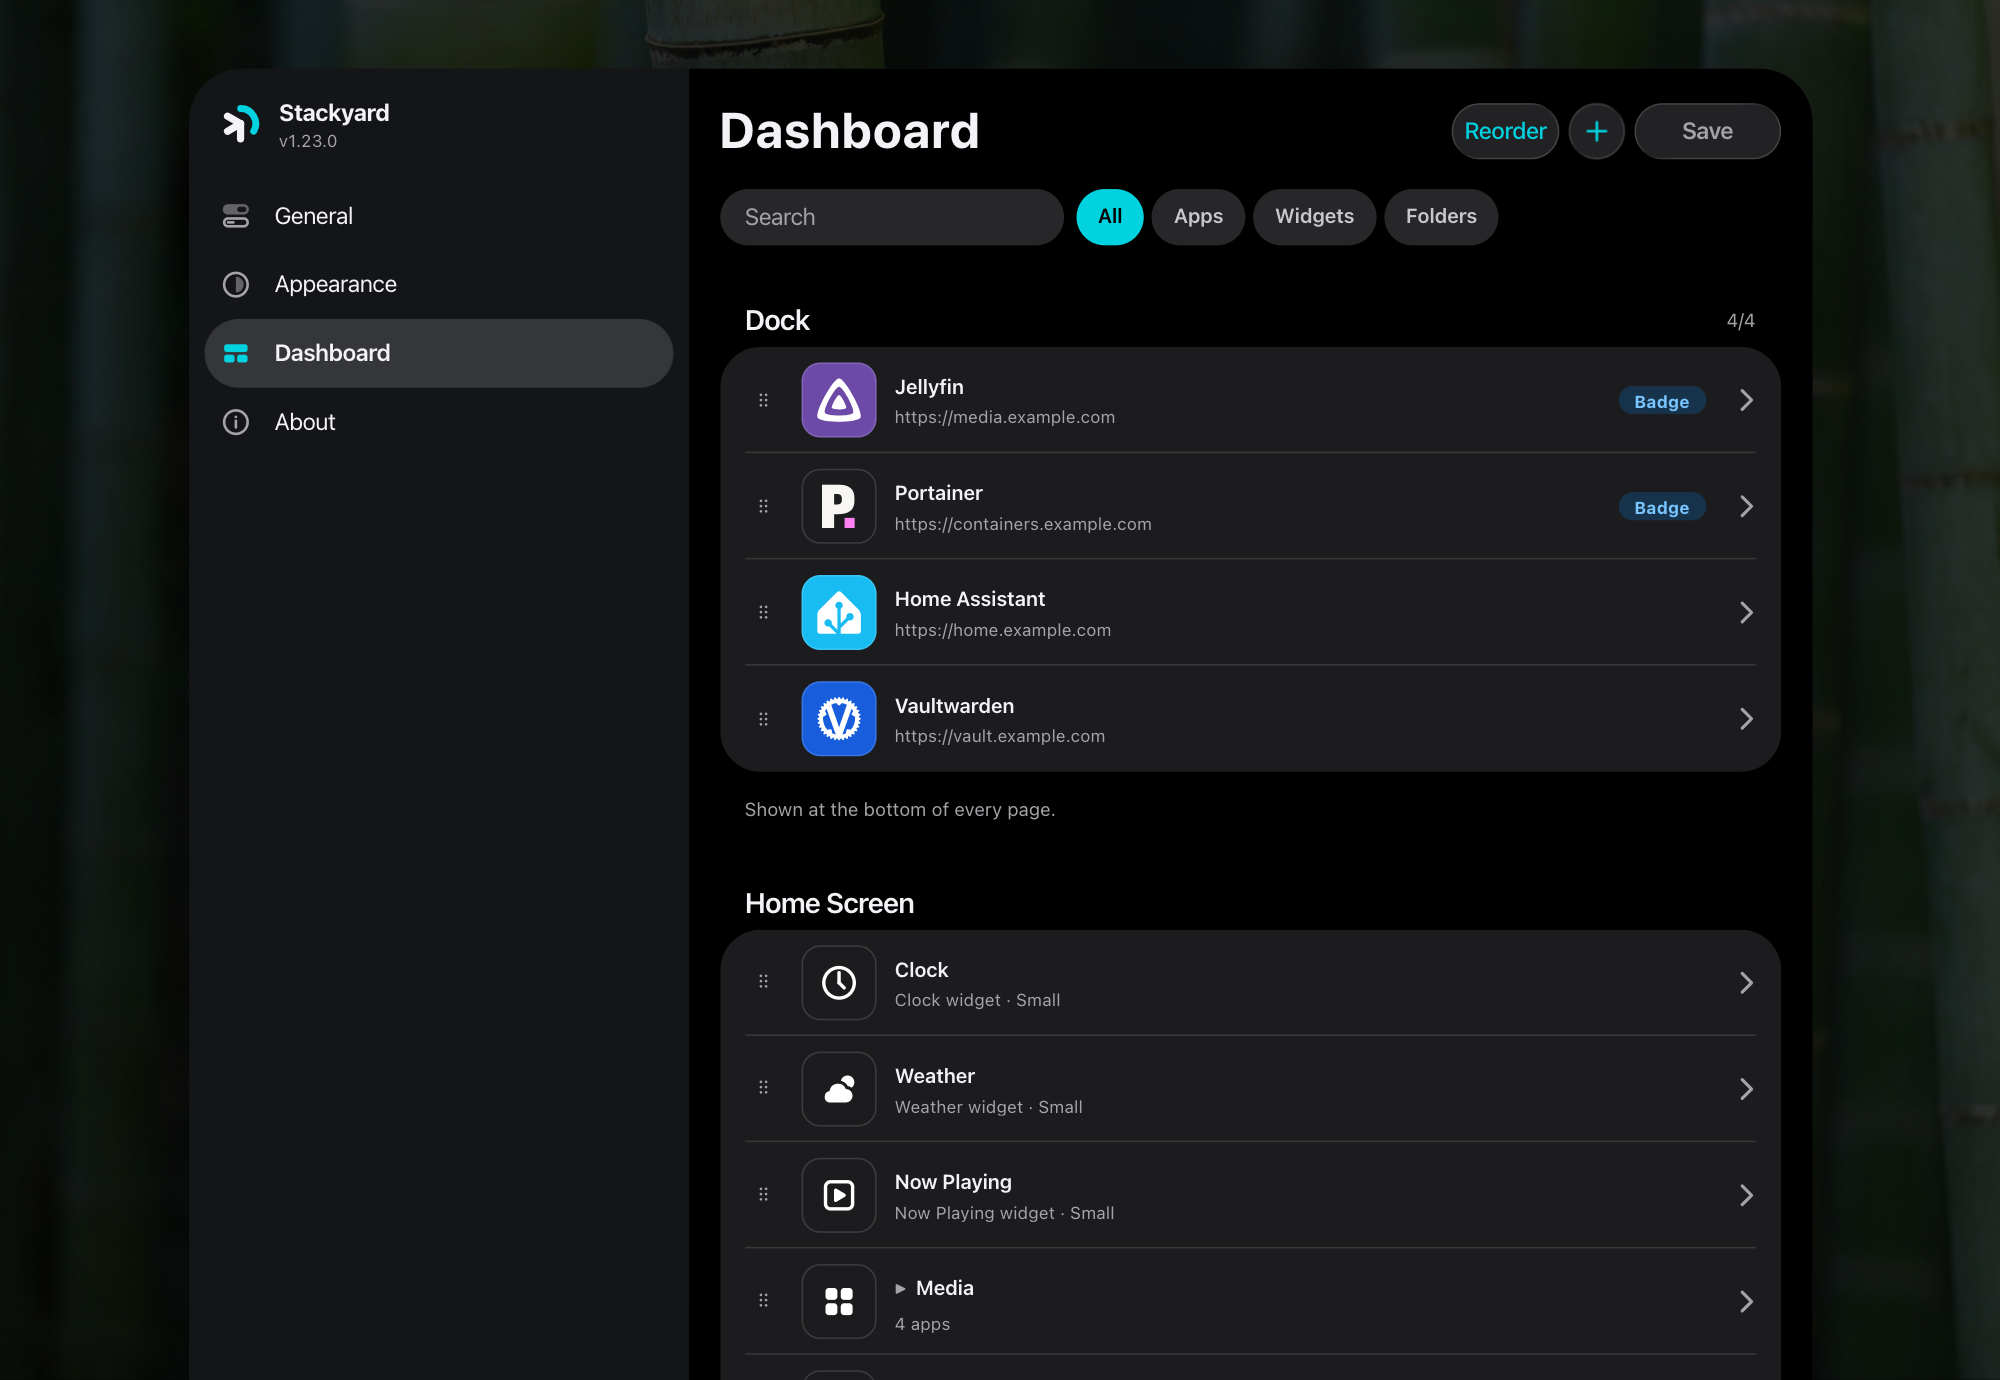 Stackyard
v1.23.0
General
Appearance
Dashboard
About
Dashboard
Reorder
+
Save
Search
All
Apps
Widgets
Folders
Dock
4/4
Jellyfin
https://media.example.com
Badge
Portainer
https://containers.example.com
Badge
Home Assistant
https://home.example.com
Vaultwarden
https://vault.example.com
Shown at the bottom of every page.
Home Screen
Clock
Clock widget · Small
Weather
Weather widget · Small
Now Playing
Now Playing widget · Small
Media
4 apps